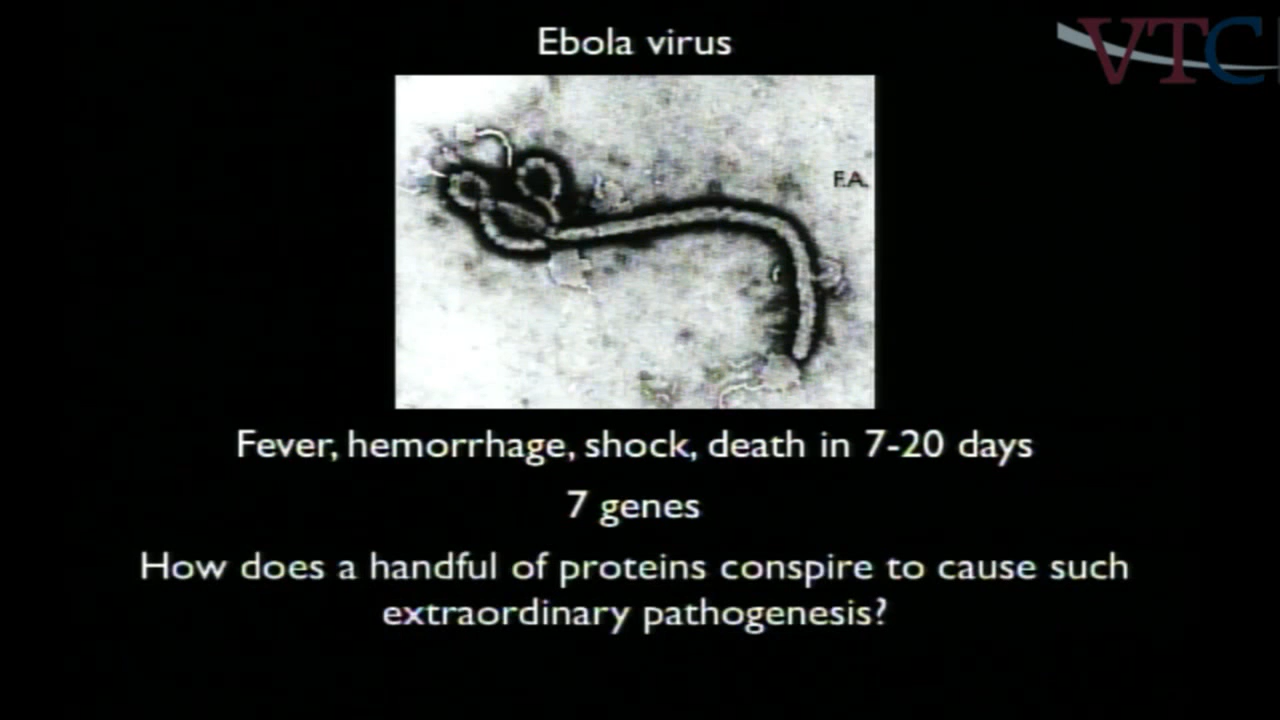 Ebola virus
VTC
F.A.
Fever, hemorrhage, shock, death in 7-20 days
7 genes
How does a handful of proteins conspire to cause such
extraordinary pathogenesis?